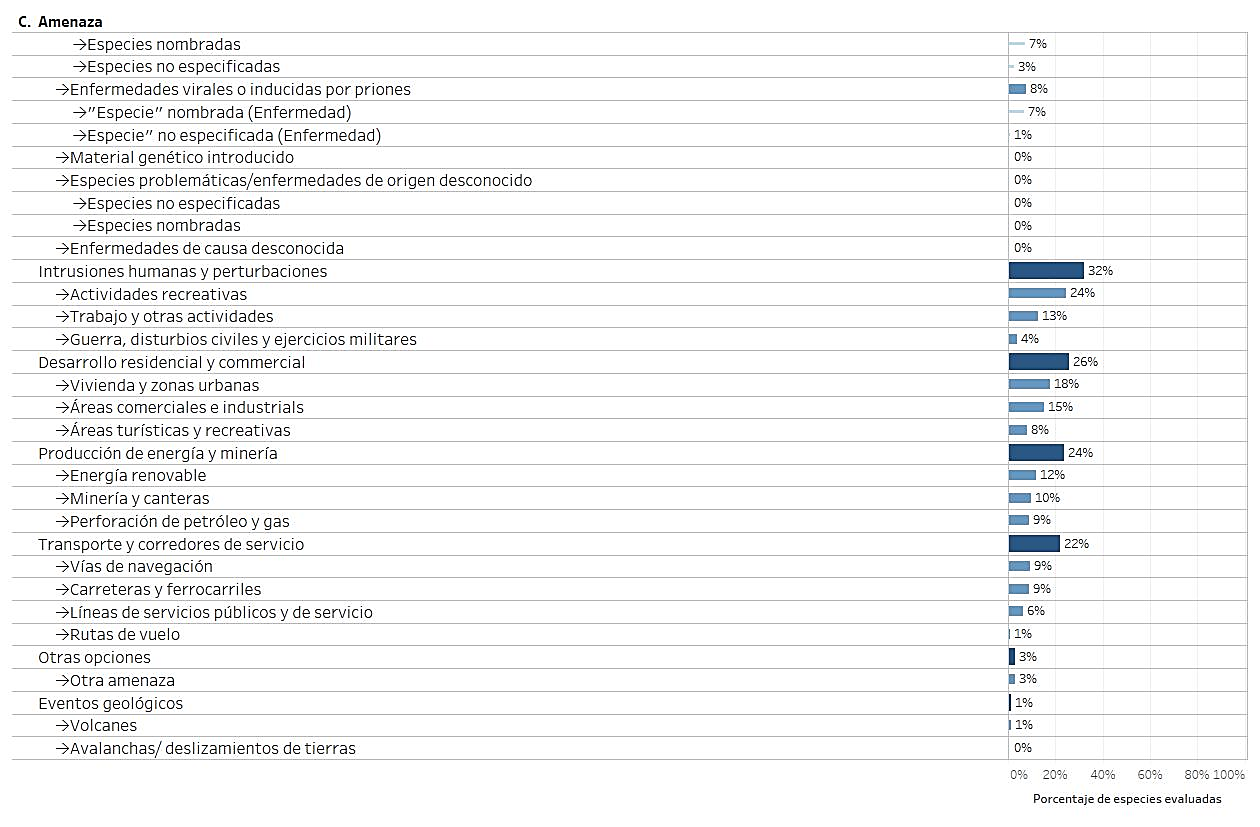 C. Amenaza
→Especies nombradas 7%
→Especies no especificadas 3%
→Enfermedades virales o inducidas por priones 8%
→"Especie" nombrada (Enfermedad) 7%
→Especie" no especificada (Enfermedad) 1%
→Material genético introducido 0%
→Especies problemáticas/enfermedades de origen desconocido 0%
→Especies no especificadas 0%
→Especies nombradas 0%
→Enfermedades de causa desconocida 0%
Intrusiones humanas y perturbaciones 32%
→Actividades recreativas 24%
→Trabajo y otras actividades 13%
→Guerra, disturbios civiles y ejercicios militares 4%
Desarrollo residencial y commercial 26%
→Vivienda y zonas urbanas 18%
→Áreas comerciales e industrials 15%
→Áreas turísticas y recreativas 8%
Producción de energía y minería 24%
→Energía renovable 12%
→Minería y canteras 10%
→Perforación de petróleo y gas 9%
Transporte y corredores de servicio 22%
→Vías de navegación 9%
→Carreteras y ferrocarriles 9%
→Líneas de servicios públicos y de servicio 6%
→Rutas de vuelo 1%
Otras opciones 3%
→Otra amenaza 3%
Eventos geológicos 1%
→Volcanes 1%
→Avalanchas/ deslizamientos de tierras 0%
0% 20% 40% 60% 80% 100%
Porcentaje de especies evaluadas